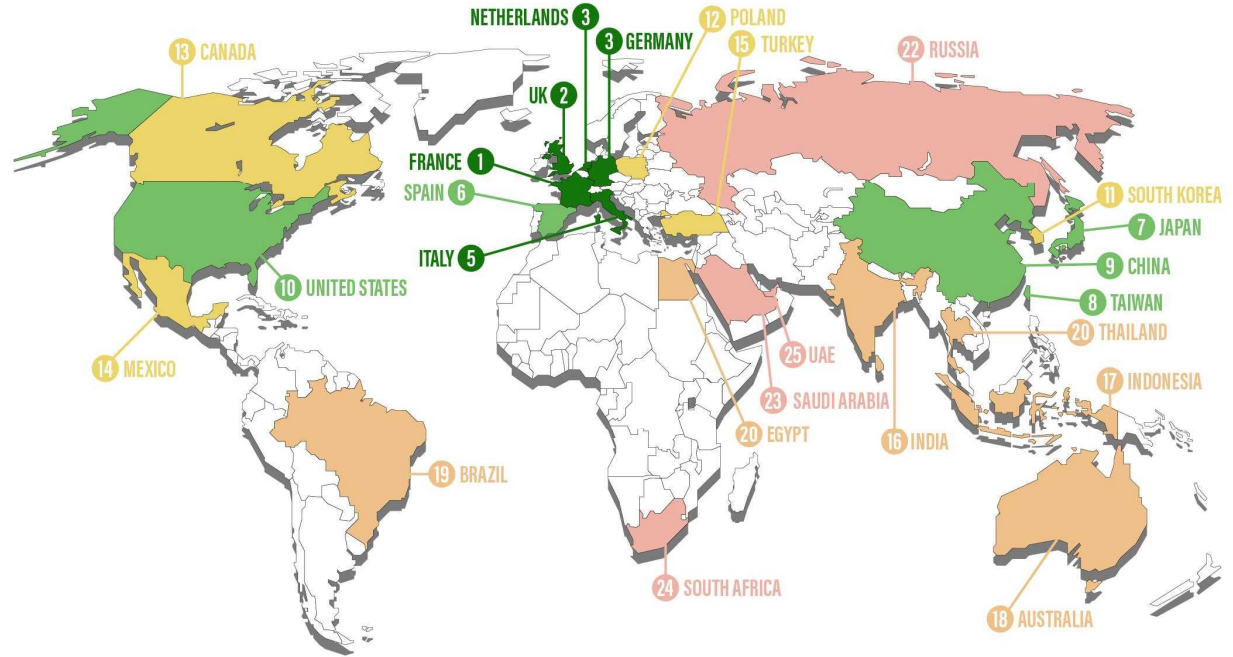 NETHERLANDS 3
12 POLAND
3 GERMANY
15 TURKEY
13 CANADA
22 RUSSIA
UK 2
FRANCE 1
SPAIN 6
11 SOUTH KOREA
7 JAPAN
ITALY 5
9 CHINA
10 UNITED STATES
8 TAIWAN
20 THAILAND
25 UAE
14 MEXICO
17 INDONESIA
23 SAUDI ARABIA
20 EGYPT
16 INDIA
19 BRAZIL
24 SOUTH AFRICA
18 AUSTRALIA